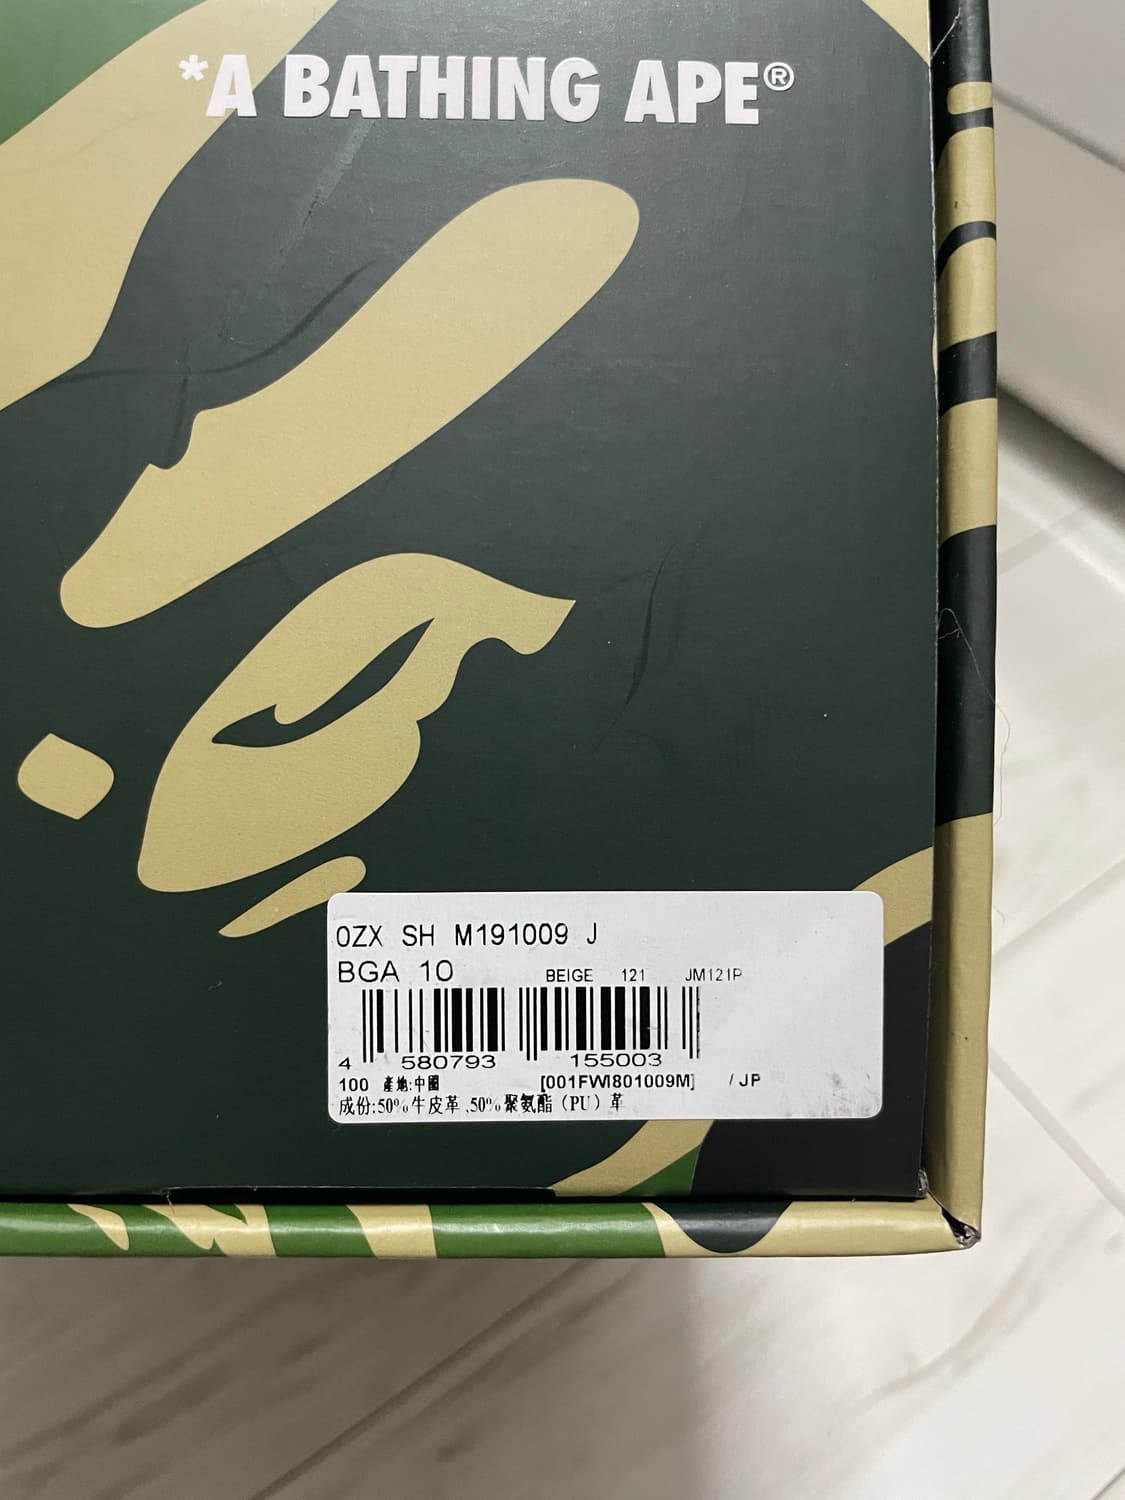 *A BATHING APE®
0ZX SH M191009 J
BGA 10 BEIGE 121 JM121P
4 580793 155003
100 產地:中國 [001FWI801009M] / JP
成份:50%牛皮革 ,50%聚氨酯（PU）革